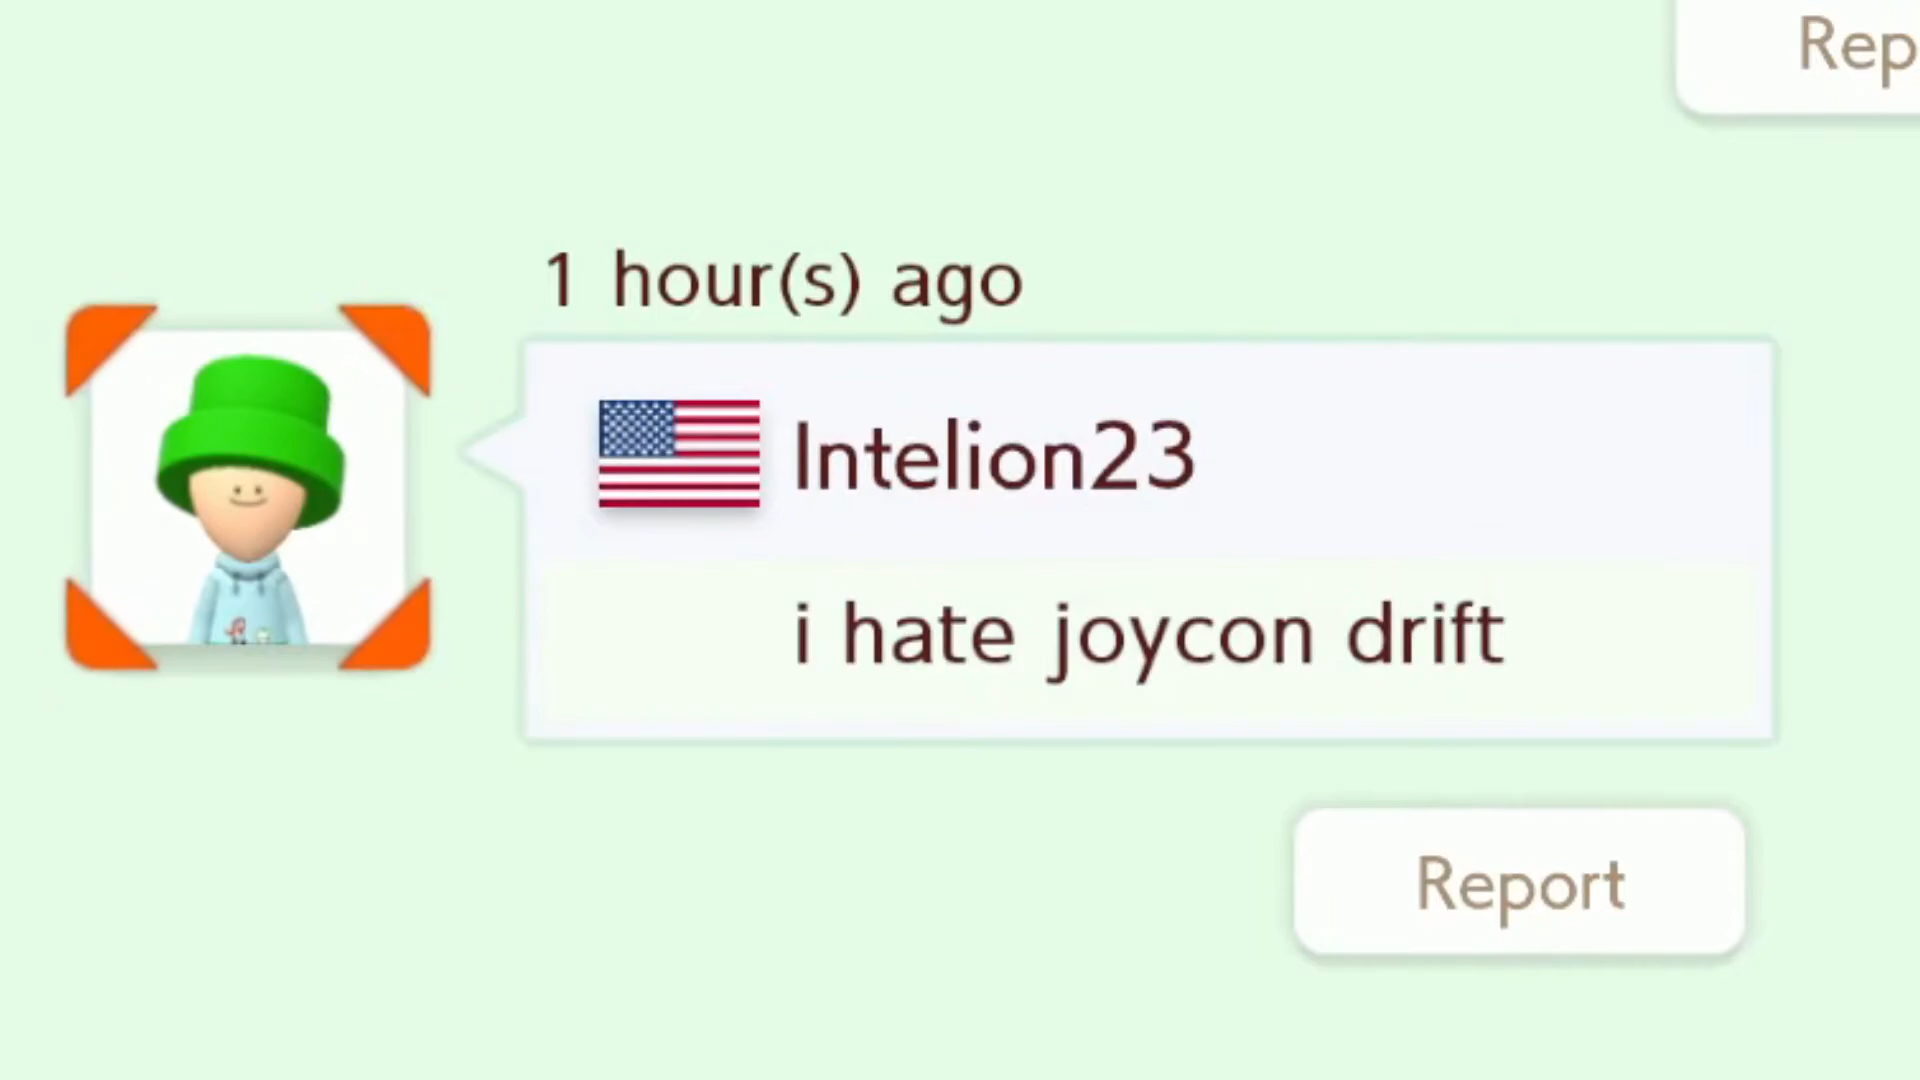 Rep
1 hour(s) ago
Intelion23
i hate joycon drift
Report